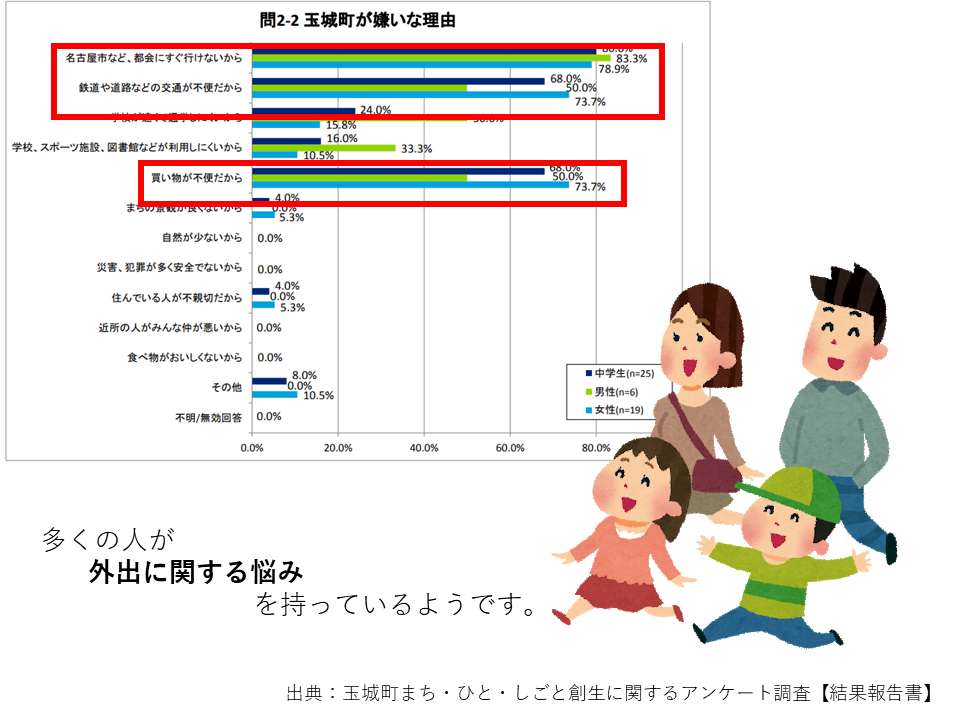 問2-2 玉城町が嫌いな理由
名古屋市など、都会にすぐ行けないから
80.0%
83.3%
78.9%
鉄道や道路などの交通が不便だから
68.0%
50.0%
73.7%
学校が遠くて通学しにくいから
24.0%
50.0%
15.8%
学校、スポーツ施設、図書館などが利用しにくいから
16.0%
33.3%
10.5%
買い物が不便だから
68.0%
50.0%
73.7%
まちの景観が良くないから
4.0%
0.0%
5.3%
自然が少ないから
0.0%
災害、犯罪が多く安全でないから
0.0%
住んでいる人が不親切だから
4.0%
0.0%
5.3%
近所の人がみんな仲が悪いから
0.0%
食べ物がおいしくないから
0.0%
その他
8.0%
0.0%
10.5%
不明/無効回答
0.0%
中学生(n=25)
男性(n=6)
女性(n=19)
0.0% 20.0% 40.0% 60.0% 80.0%
多くの人が
外出に関する悩み
を持っているようです。
出典：玉城町まち・ひと・しごと創生に関するアンケート調査【結果報告書】